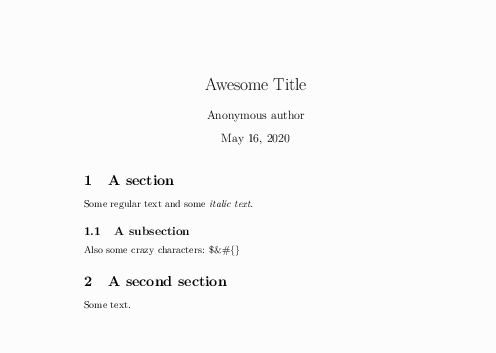 Awesome Title
Anonymous author
May 16, 2020
1 A section
Some regular text and some italic text.
1.1 A subsection
Also some crazy characters: $&#{}
2 A second section
Some text.